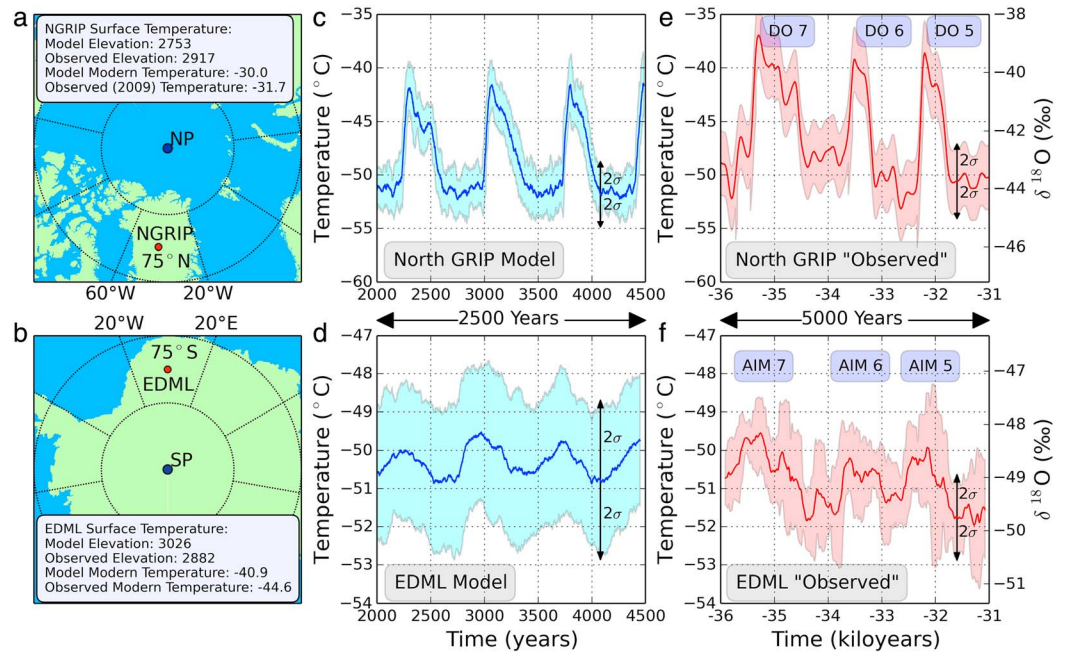 a
NGRIP Surface Temperature:
Model Elevation: 2753
Observed Elevation: 2917
Model Modern Temperature: -30.0
Observed (2009) Temperature: -31.7
NP
NGRIP
75°N
60°W
20°W
b
20°W
20°E
75°S
EDML
SP
EDML Surface Temperature:
Model Elevation: 3026
Observed Elevation: 2882
Model Modern Temperature: -40.9
Observed Modern Temperature: -44.6
c
Temperature (°C)
−35
−40
−45
−50
−55
−60
2σ
2σ
North GRIP Model
2000 2500 3000 3500 4000 4500
2500 Years
d
Temperature (°C)
−47
−48
−49
−50
−51
−52
−53
−54
2σ
2σ
EDML Model
2000 2500 3000 3500 4000 4500
Time (years)
e
Temperature (°C)
−35
−40
−45
−50
−55
−60
DO 7
DO 6
DO 5
2σ
2σ
North GRIP "Observed"
−38
−40
−42
−44
−46
δ 18 O (‰)
-36 -35 -34 -33 -32 -31
5000 Years
f
Temperature (°C)
−47
−48
−49
−50
−51
−52
−53
−54
AIM 7
AIM 6
AIM 5
2σ
2σ
EDML "Observed"
−47
−48
−49
−50
−51
δ 18 O (‰)
-36 -35 -34 -33 -32 -31
Time (kiloyears)